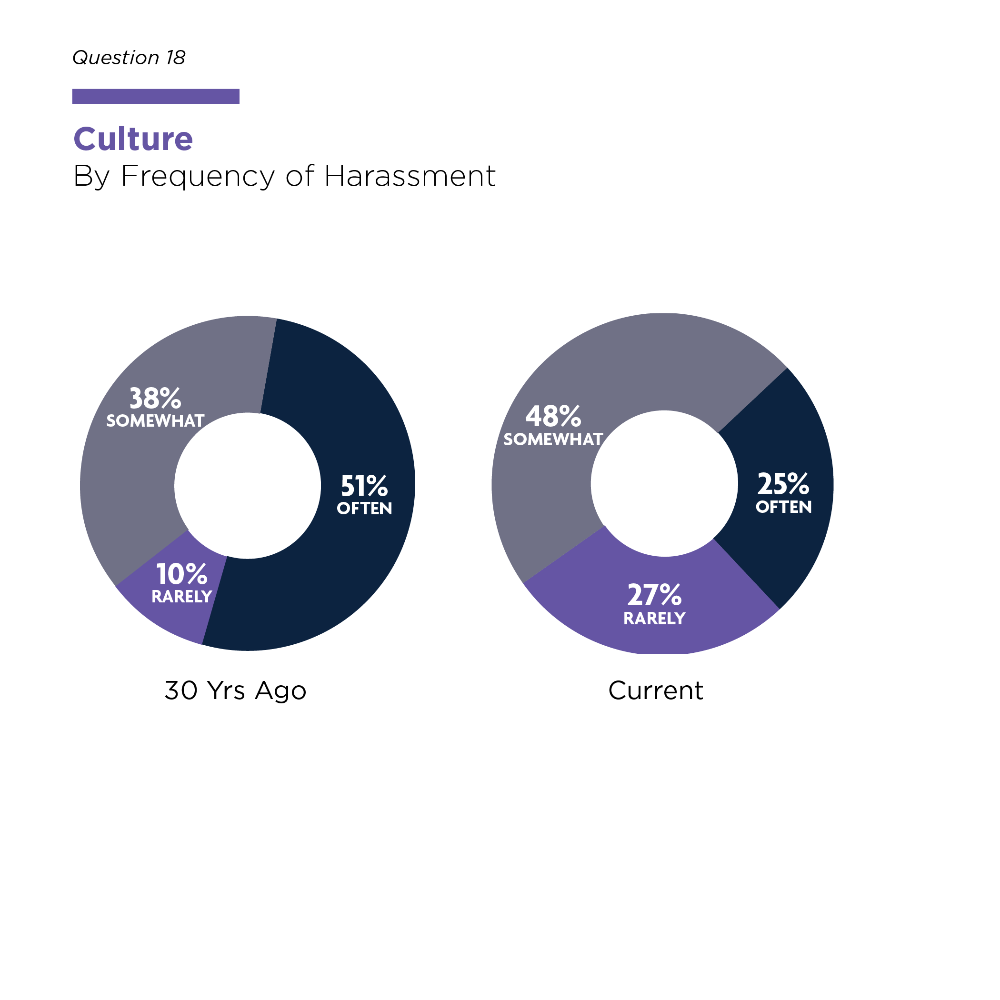 Question 18
Culture
By Frequency of Harassment
38%
SOMEWHAT
51%
OFTEN
10%
RARELY
30 Yrs Ago
48%
SOMEWHAT
25%
OFTEN
27%
RARELY
Current